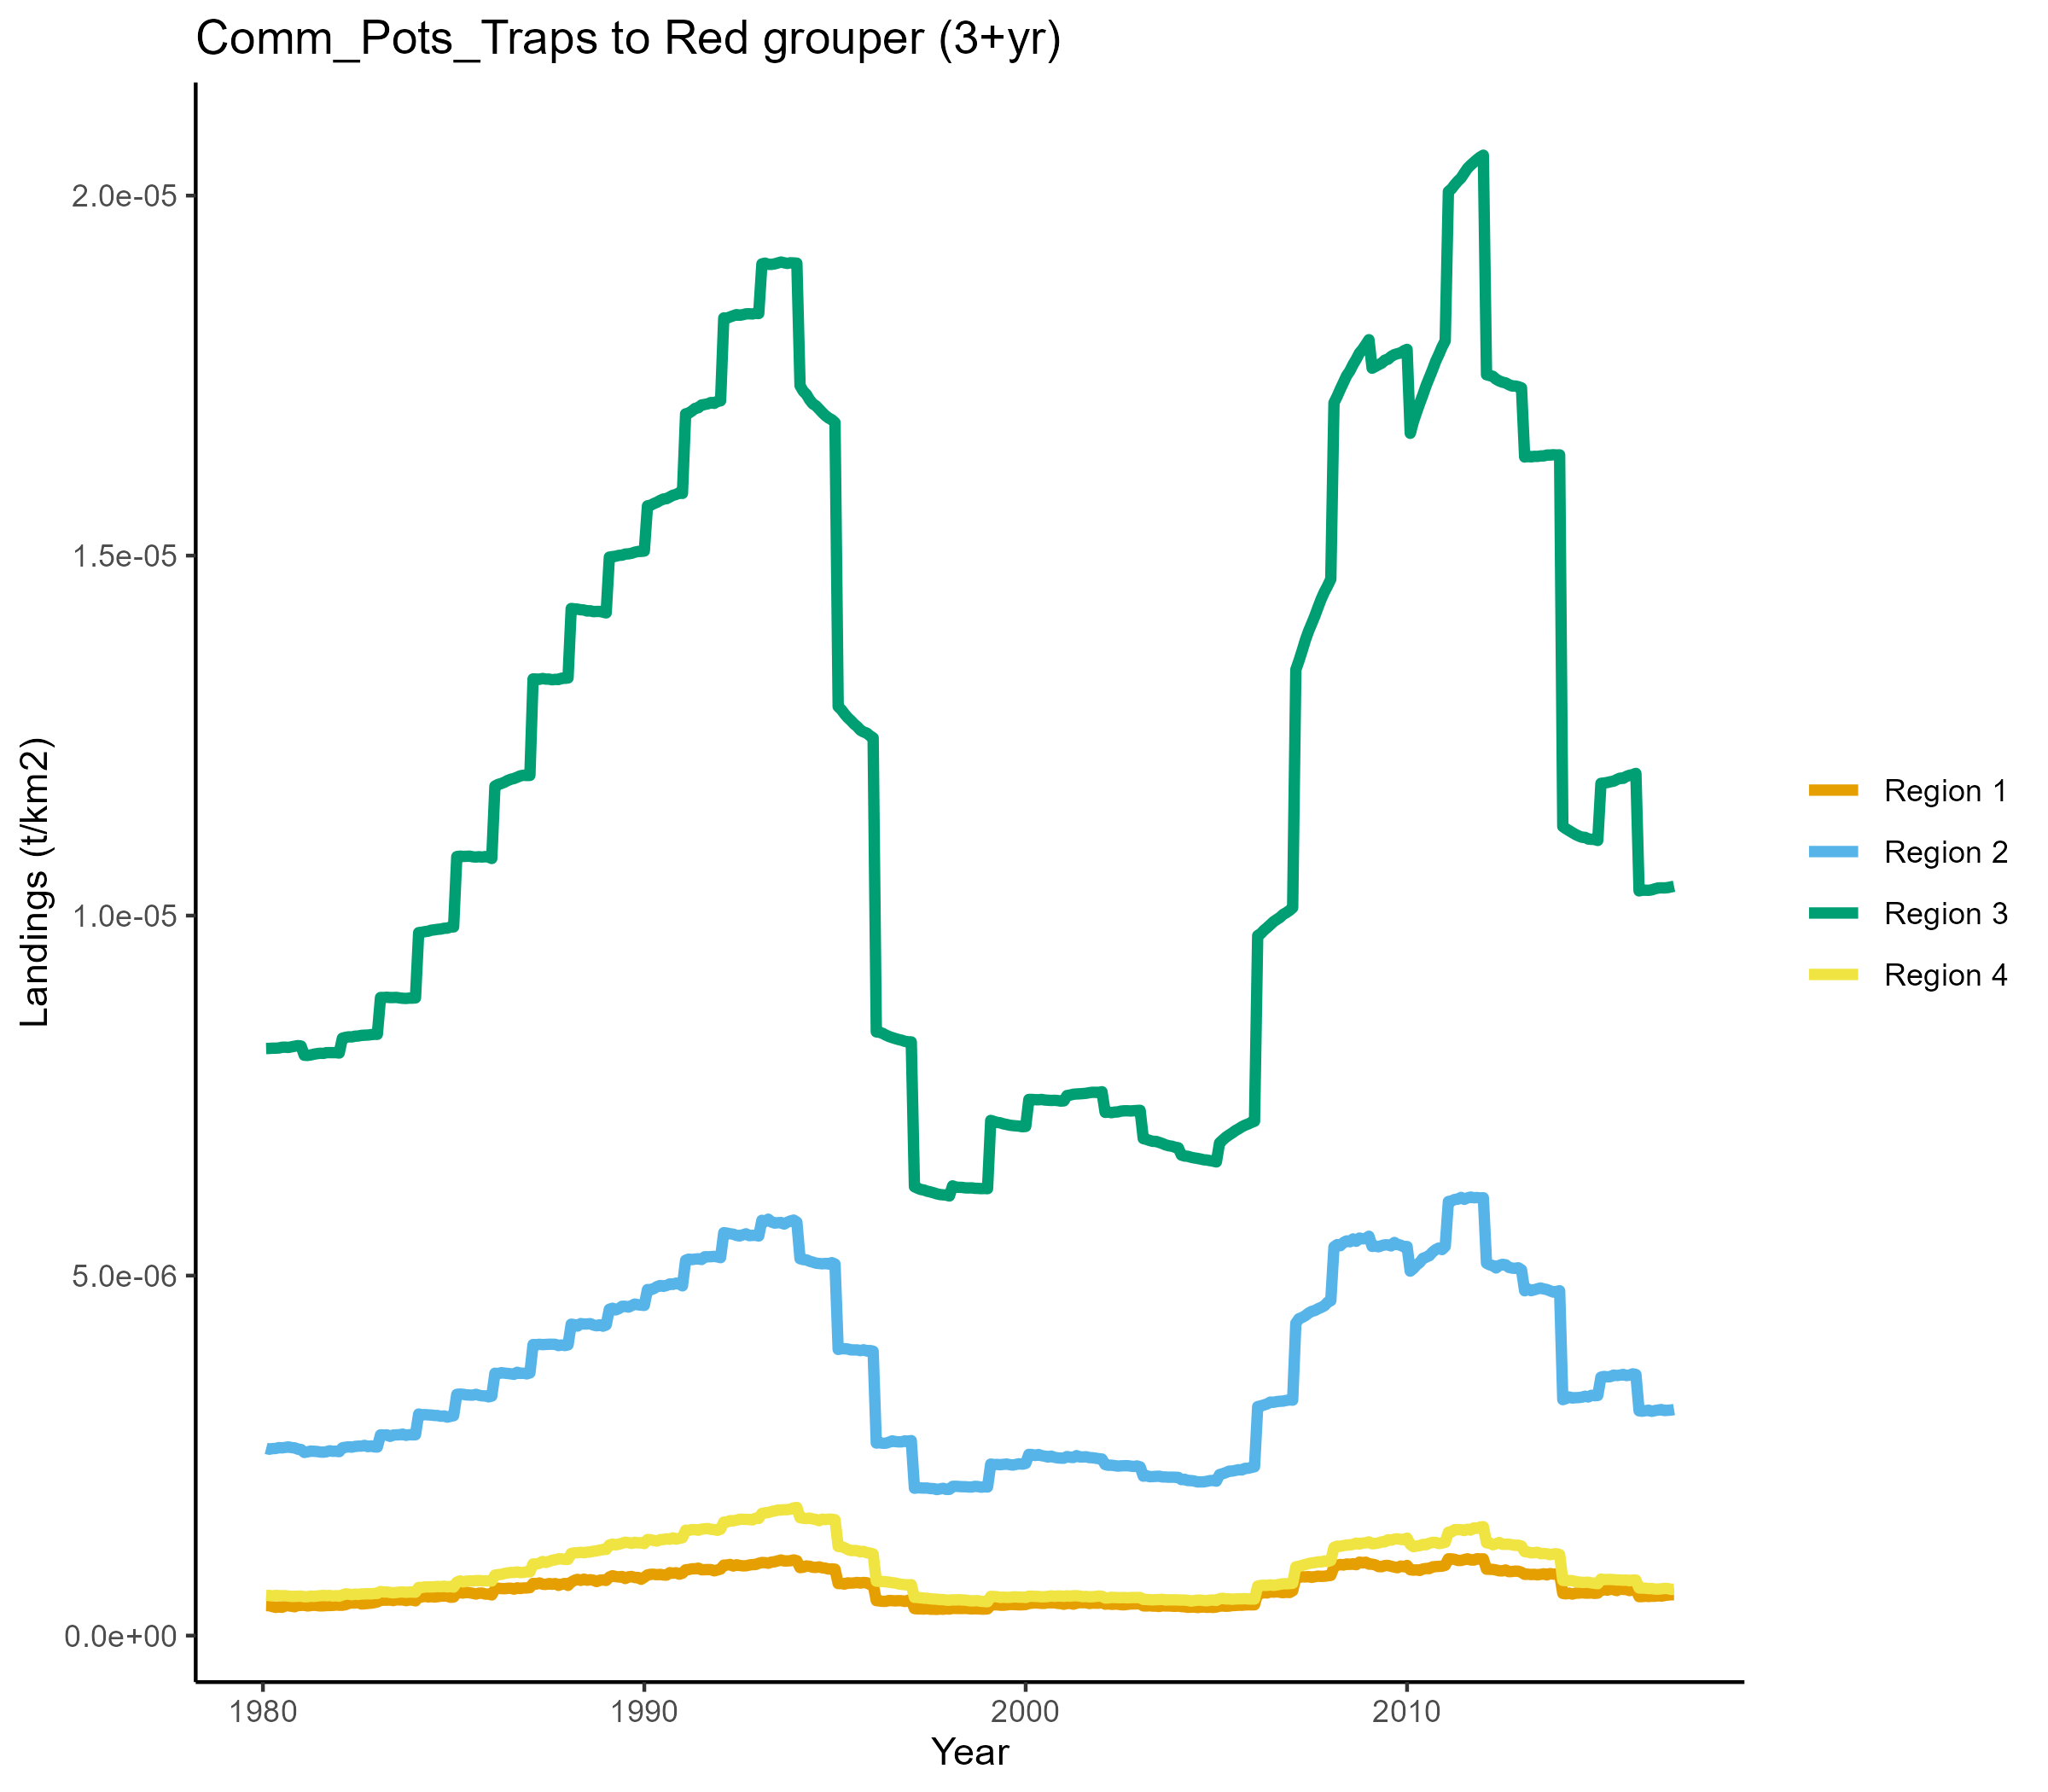 Comm_Pots_Traps to Red grouper (3+yr)
Landings (t/km2)
2.0e-05
1.5e-05
1.0e-05
5.0e-06
0.0e+00
1980
1990
2000
2010
Year
Region 1
Region 2
Region 3
Region 4